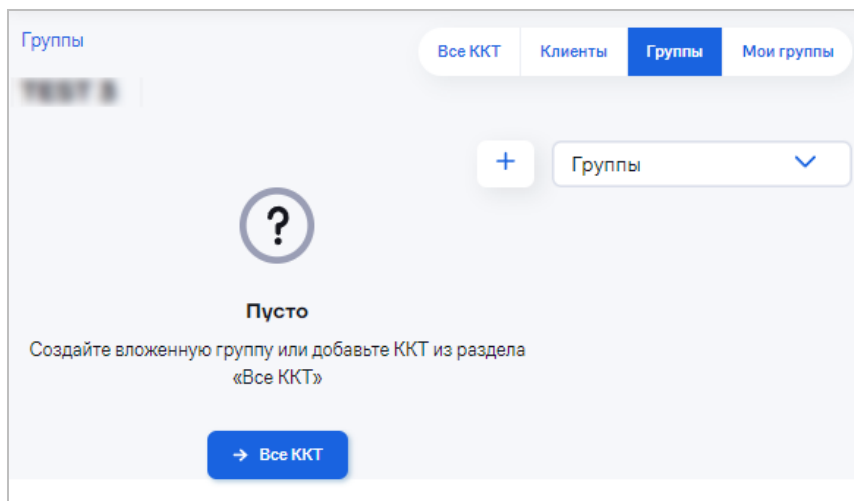 Группы
Все ККТ Клиенты Группы Мои группы
+ Группы
?
Пусто
Создайте вложенную группу или добавьте ККТ из раздела
«Все ККТ»
→ Все ККТ